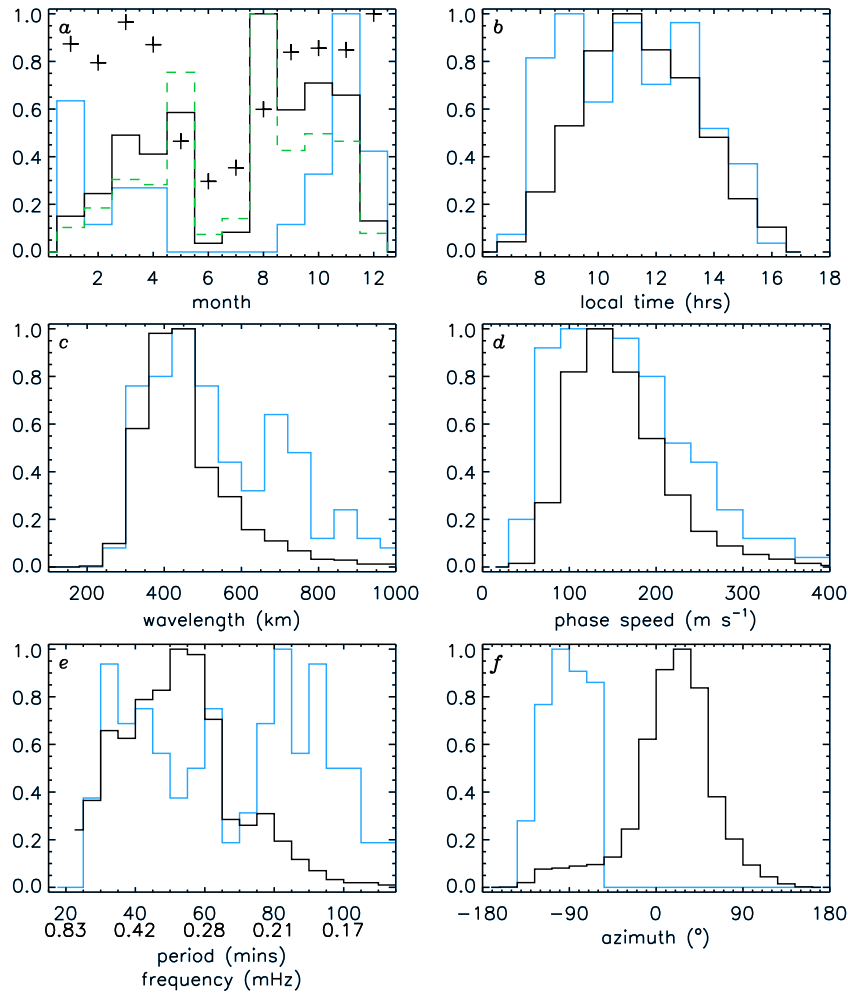 a
1.0
0.8
0.6
0.4
0.2
0.0
2 4 6 8 10 12
month
b
1.0
0.8
0.6
0.4
0.2
0.0
6 8 10 12 14 16 18
local time (hrs)
c
1.0
0.8
0.6
0.4
0.2
0.0
200 400 600 800 1000
wavelength (km)
d
1.0
0.8
0.6
0.4
0.2
0.0
0 100 200 300 400
phase speed (m s⁻¹)
e
1.0
0.8
0.6
0.4
0.2
0.0
20 40 60 80 100
0.83 0.42 0.28 0.21 0.17
period (mins)
frequency (mHz)
f
1.0
0.8
0.6
0.4
0.2
0.0
−180 −90 0 90 180
azimuth (°)